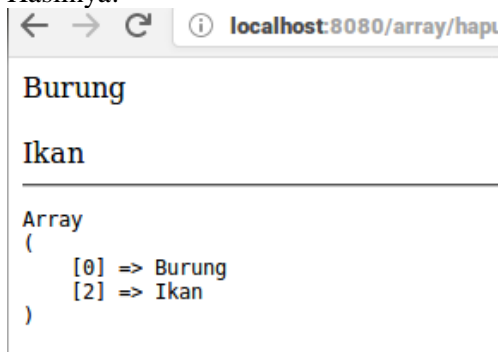 Hasilnya:
localhost:8080/array/hapu
Burung
Ikan
Array
(
[0] => Burung
[2] => Ikan
)